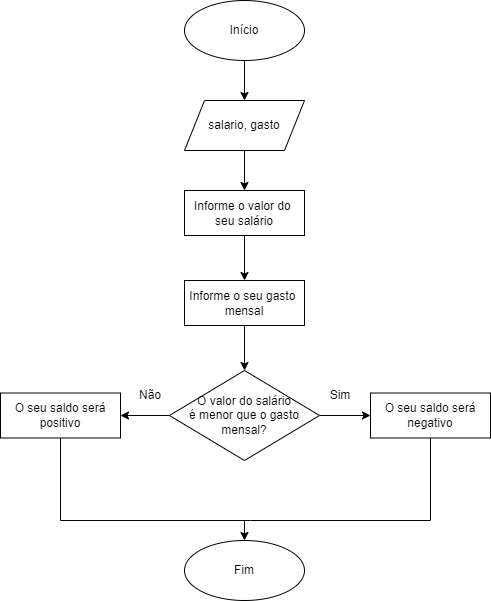 Início
salario, gasto
Informe o valor do
seu salário
Informe o seu gasto
mensal
Não
Sim
O valor do salário
é menor que o gasto
mensal?
O seu saldo será
positivo
O seu saldo será
negativo
Fim